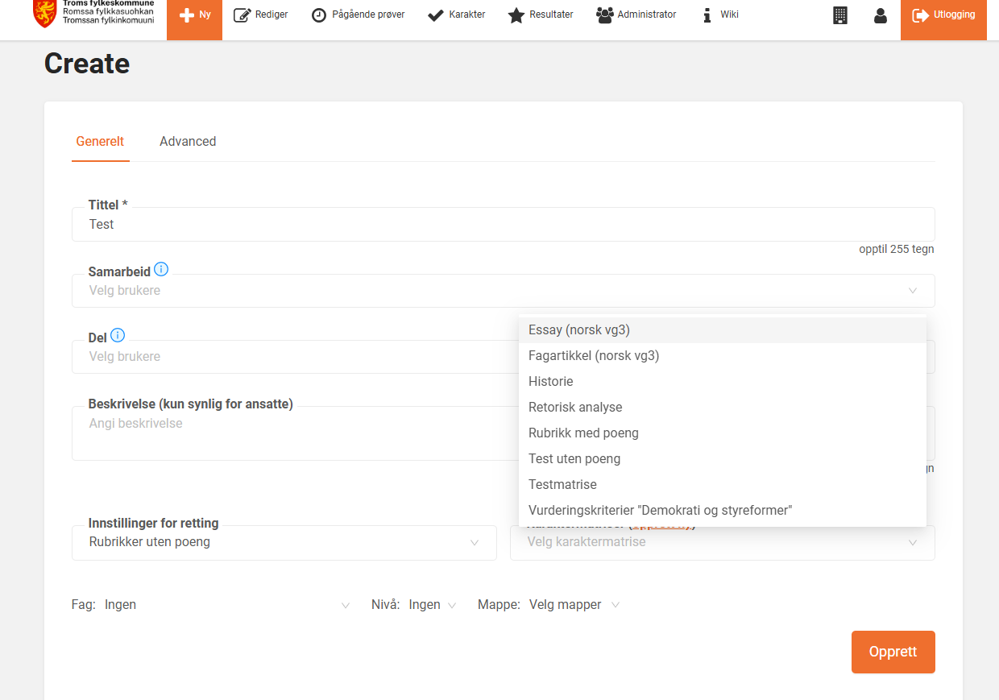 Troms fylkeskommune
Romssa fylkkasuohkan
Tromssan fylkinkomuuni
Ny
Rediger
Pågående prøver
Karakter
Resultater
Administrator
Wiki
Utlogging
Create
Generelt
Advanced
Tittel *
Test
opptil 255 tegn
Samarbeid
Velg brukere
Del
Velg brukere
Essay (norsk vg3)
Fagartikkel (norsk vg3)
Historie
Retorisk analyse
Rubrikk med poeng
Test uten poeng
Testmatrise
Vurderingskriterier "Demokrati og styreformer"
Beskrivelse (kun synlig for ansatte)
Angi beskrivelse
Innstillinger for retting
Rubrikker uten poeng
Velg karaktermatrise
Fag: Ingen
Nivå: Ingen
Mappe: Velg mapper
Opprett